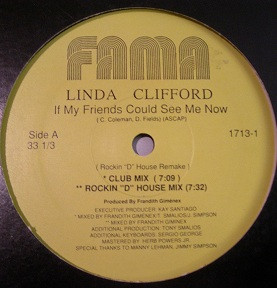 FAMA
LINDA CLIFFORD
If My Friends Could See Me Now
( C. Coleman, D. Fields) (ASCAP)
Side A
33 1/3
1713-1
( Rockin "D" House Remake )
* CLUB MIX ( 7:09 )
** ROCKIN "D" HOUSE MIX (7:32)
Produced By Frandith Giminex
EXECUTIVE PRODUCER: KAY SANTIAGO
*MIXED BY FRANDITH GIMENEXT. SMALIOS/J. SIMPSON
** MIXED BY FRANDITH GIMENEX
ADDITIONAL PRODUCTION: TONY SMALIOS
ADDITIONAL KEYBOARDS: SERGIO GEORGE
MASTERED BY: HERB POWERS JR.
SPECIAL THANKS TO MANNY LEHMAN, JIMMY SIMPSON